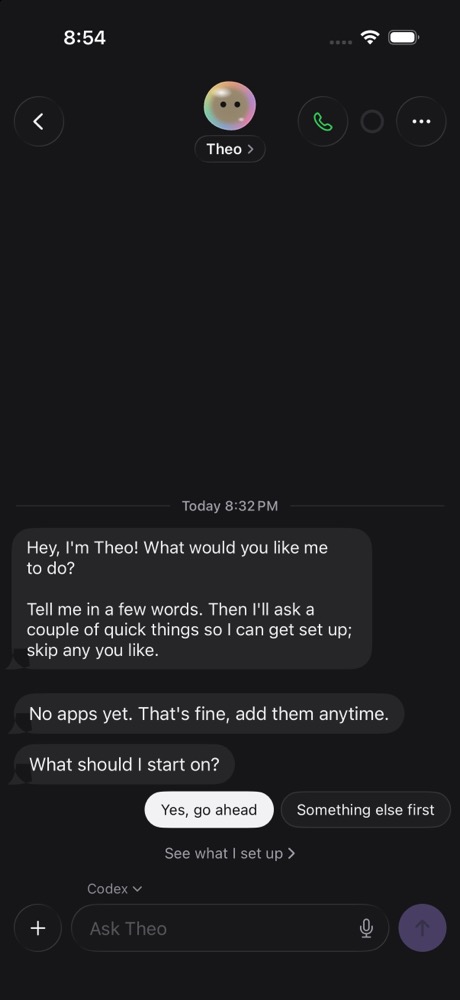 8:54
Theo
Today 8:32 PM
Hey, I'm Theo! What would you like me
to do?
Tell me in a few words. Then I'll ask a
couple of quick things so I can get set up;
skip any you like.
No apps yet. That's fine, add them anytime.
What should I start on?
Yes, go ahead
Something else first
See what I set up
Codex
Ask Theo